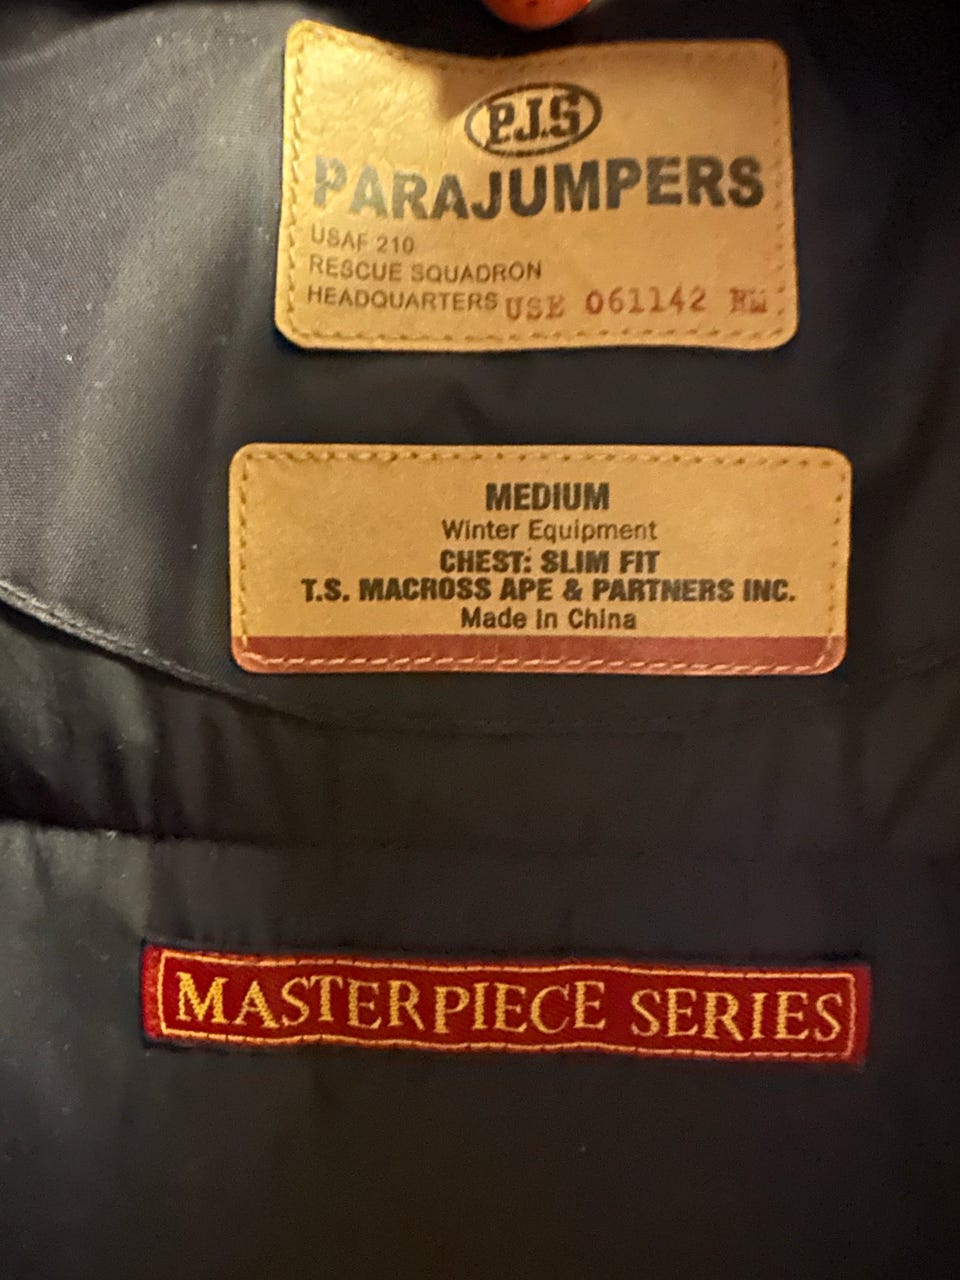 P.J.S
PARAJUMPERS
USAF 210
RESCUE SQUADRON
HEADQUARTERS USE 061142 RW
MEDIUM
Winter Equipment
CHEST: SLIM FIT
T.S. MACROSS APE & PARTNERS INC.
Made in China
MASTERPIECE SERIES